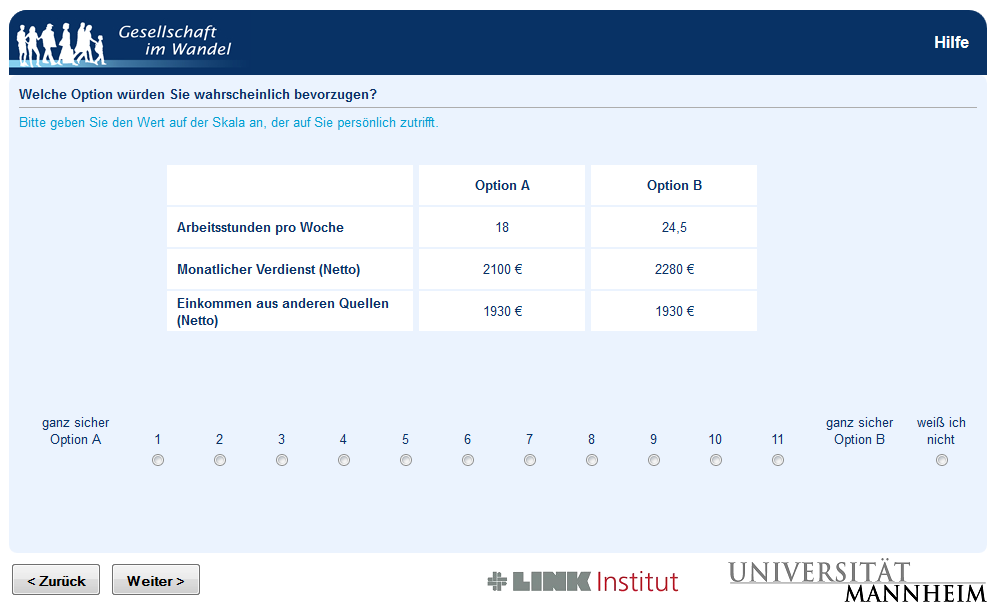 Gesellschaft
im Wandel
Hilfe
Welche Option würden Sie wahrscheinlich bevorzugen?
Bitte geben Sie den Wert auf der Skala an, der auf Sie persönlich zutrifft.
Option A Option B
Arbeitsstunden pro Woche 18 24,5
Monatlicher Verdienst (Netto) 2100 € 2280 €
Einkommen aus anderen Quellen
(Netto) 1930 € 1930 €
ganz sicher ganz sicher weiß ich
Option A 1 2 3 4 5 6 7 8 9 10 11 Option B nicht
< Zurück Weiter > LINK Institut UNIVERSITÄT
MANNHEIM